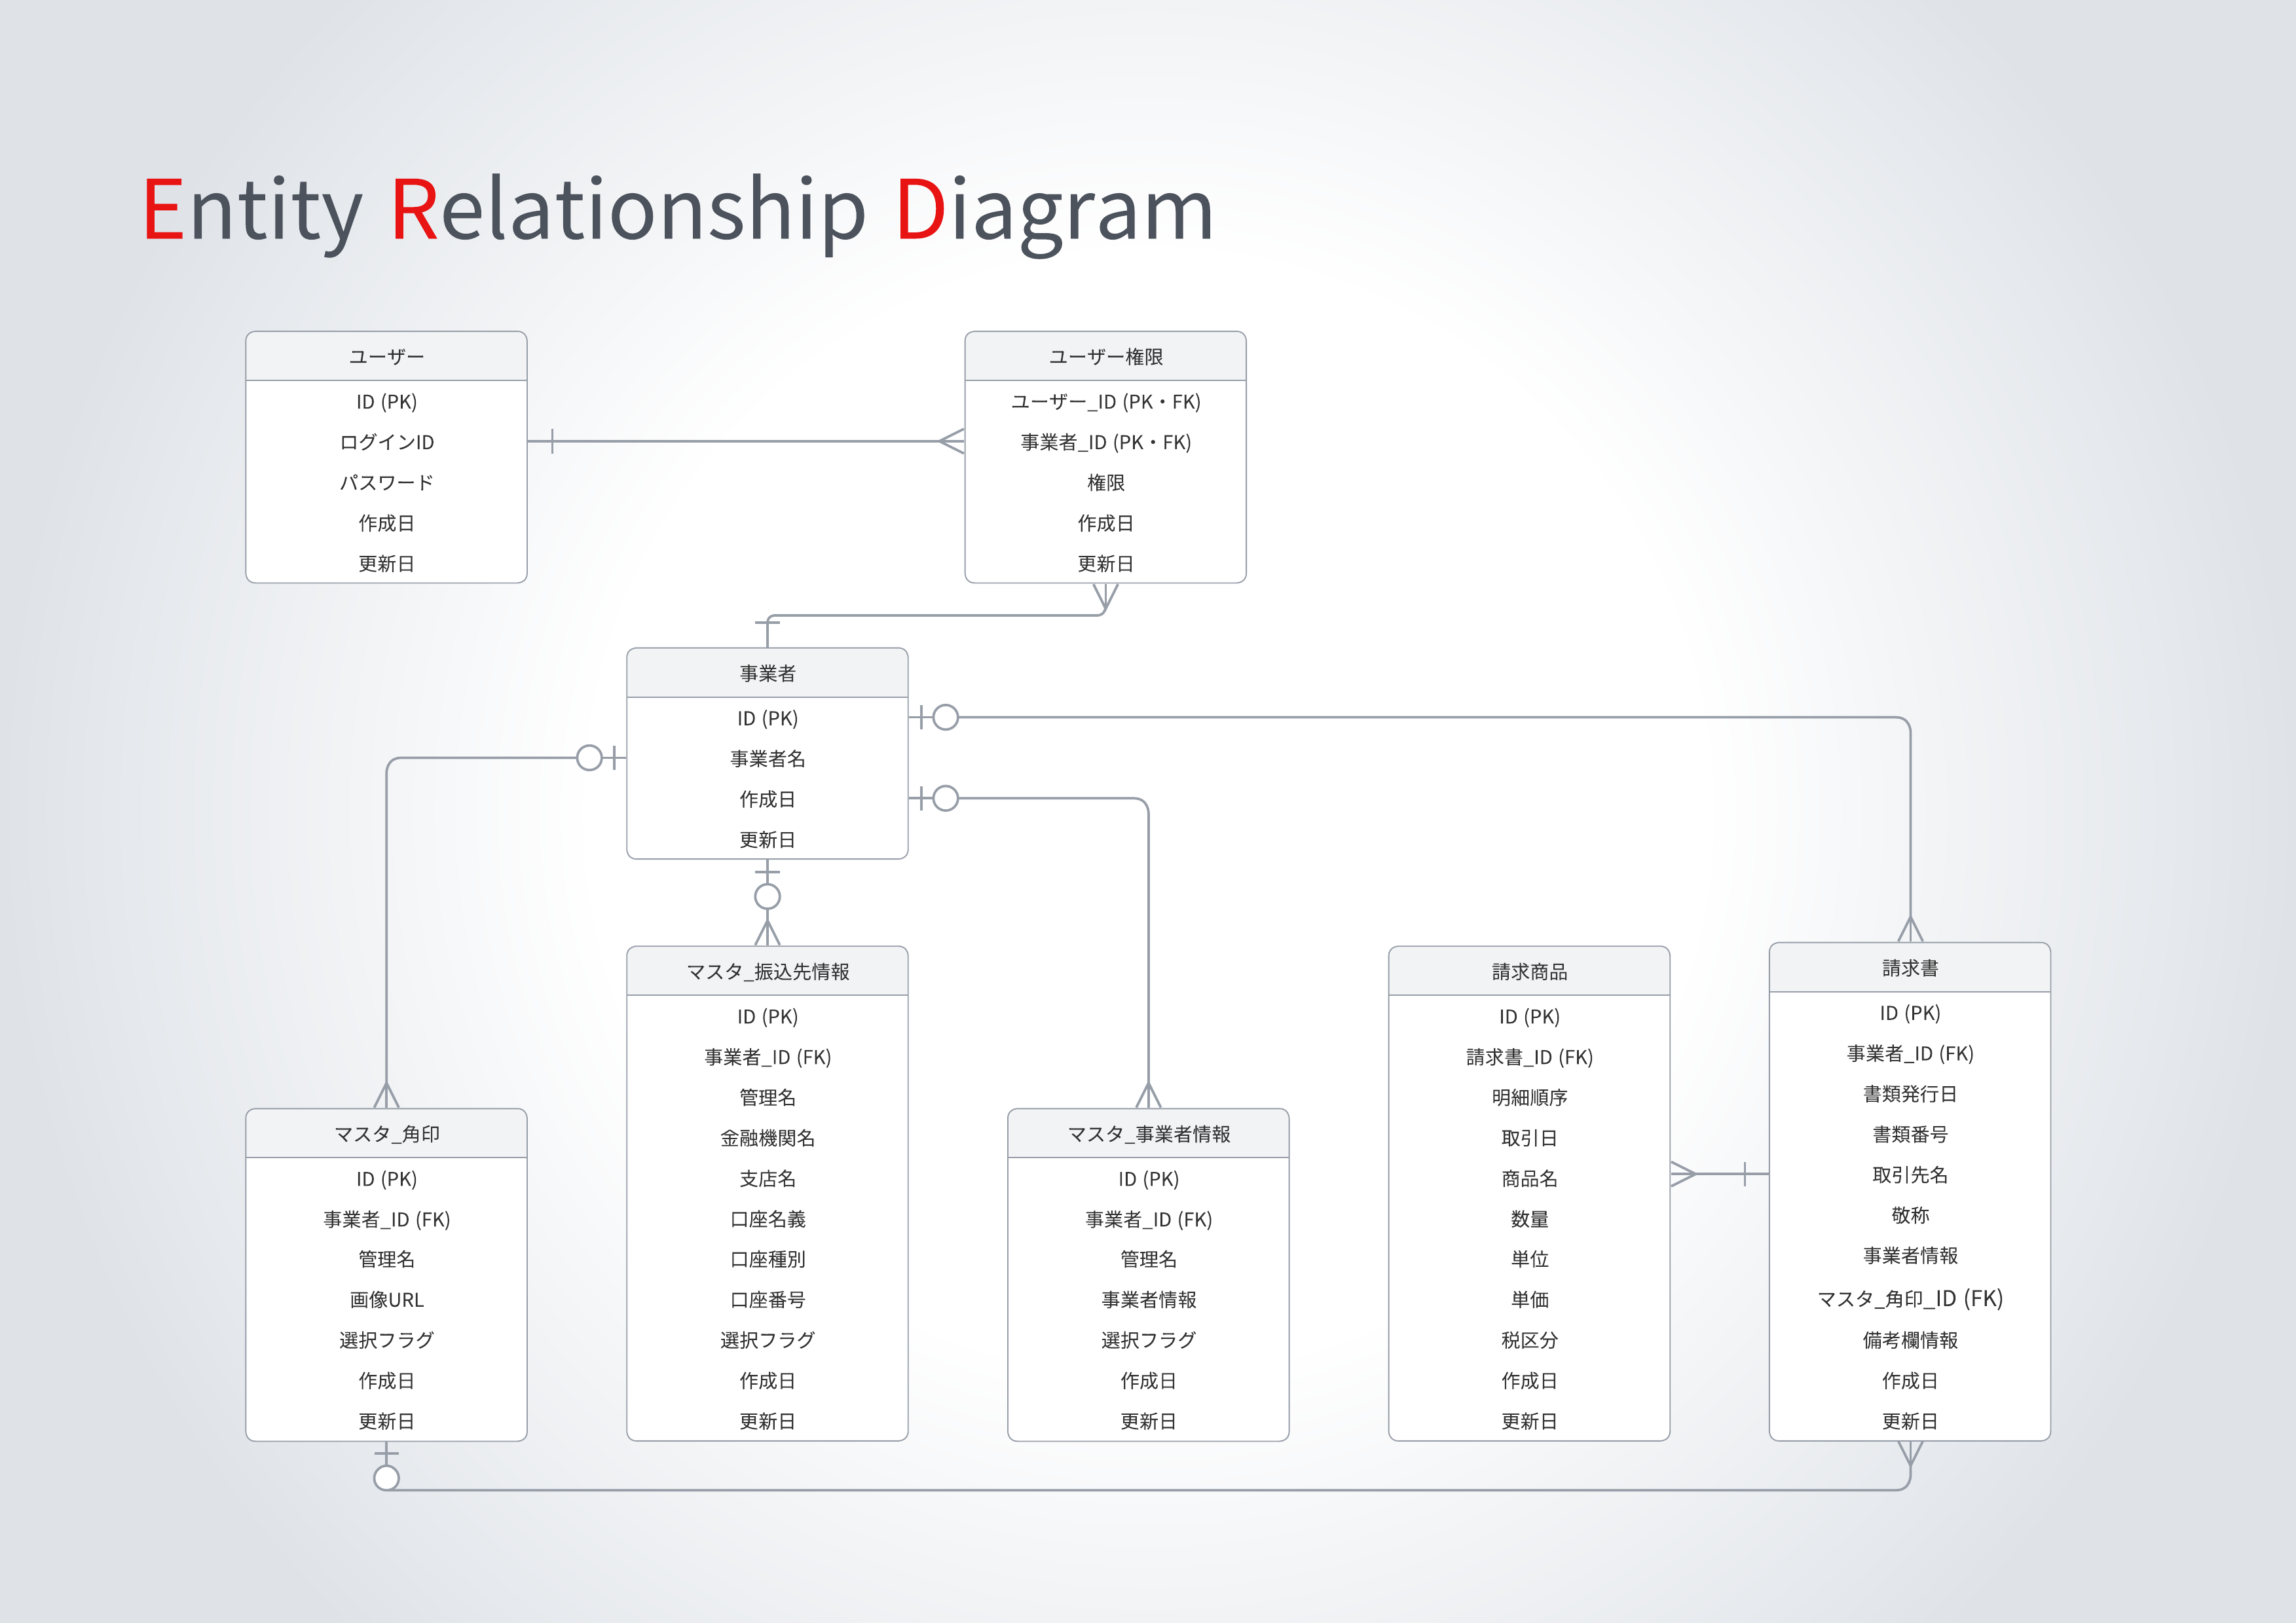 Entity Relationship Diagram
ユーザー
ID (PK)
ログインID
パスワード
作成日
更新日
ユーザー権限
ユーザー_ID (PK・FK)
事業者_ID (PK・FK)
権限
作成日
更新日
事業者
ID (PK)
事業者名
作成日
更新日
マスタ_角印
ID (PK)
事業者_ID (FK)
管理名
画像URL
選択フラグ
作成日
更新日
マスタ_振込先情報
ID (PK)
事業者_ID (FK)
管理名
金融機関名
支店名
口座名義
口座種別
口座番号
選択フラグ
作成日
更新日
マスタ_事業者情報
ID (PK)
事業者_ID (FK)
管理名
事業者情報
選択フラグ
作成日
更新日
請求商品
ID (PK)
請求書_ID (FK)
明細順序
取引日
商品名
数量
単位
単価
税区分
作成日
更新日
請求書
ID (PK)
事業者_ID (FK)
書類発行日
書類番号
取引先名
敬称
事業者情報
マスタ_角印_ID (FK)
備考欄情報
作成日
更新日